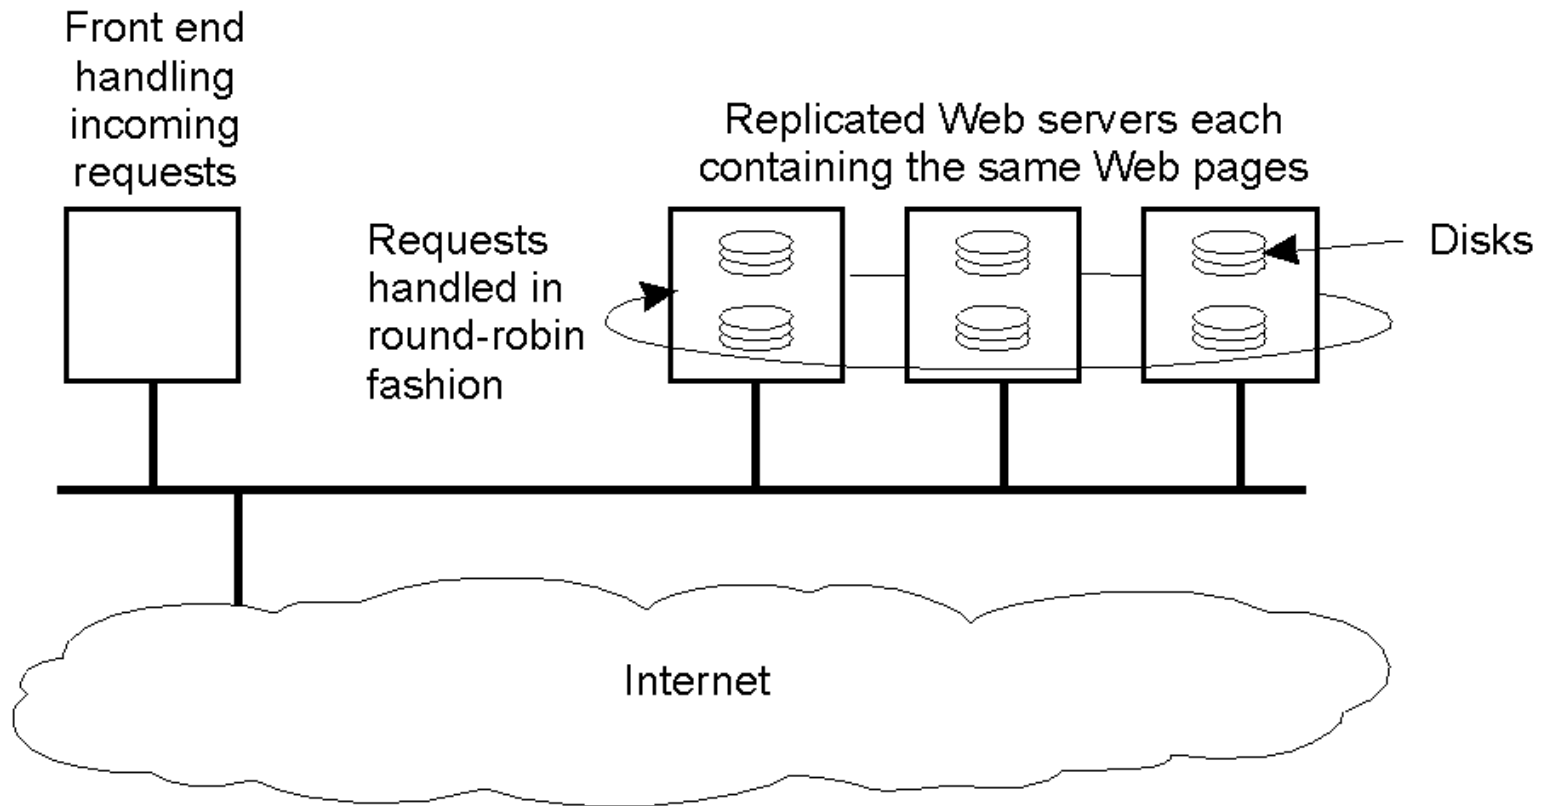 Front end
handling
incoming
requests
Replicated Web servers each
containing the same Web pages
Requests
handled in
round-robin
fashion
Disks
Internet